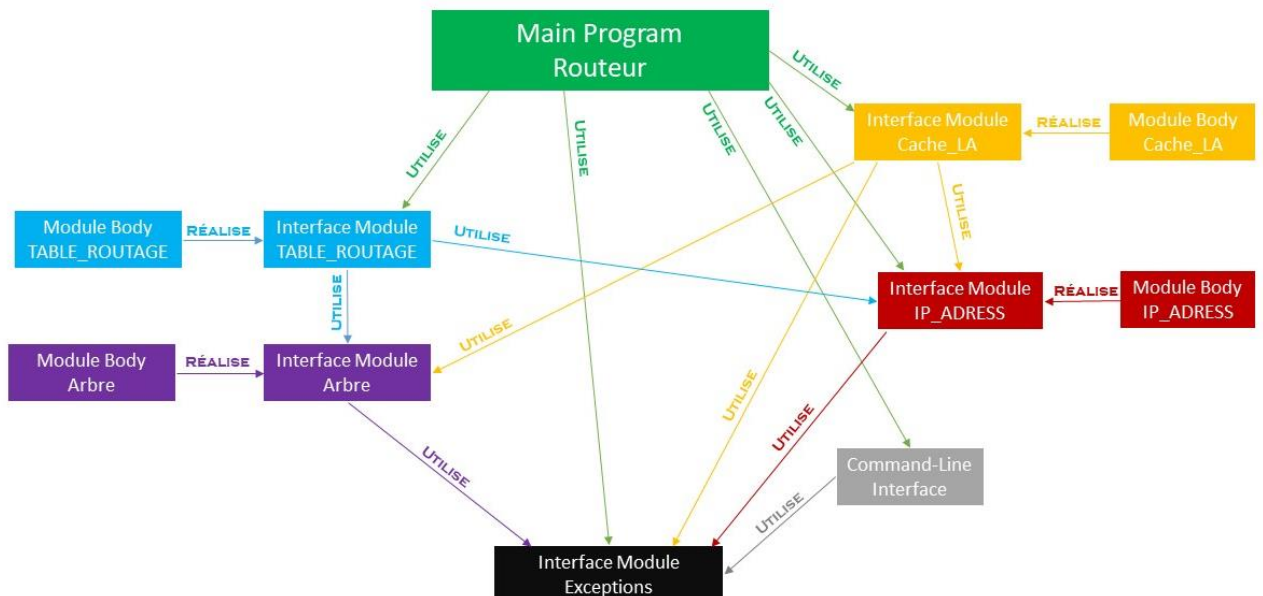 Main Program
Routeur
Utilise
Utilise
Utilise
Utilise
Utilise
Interface Module
Cache_LA
Réalise
Module Body
Cache_LA
Utilise
Module Body
TABLE_ROUTAGE
Réalise
Interface Module
TABLE_ROUTAGE
Utilise
Interface Module
IP_ADRESS
Réalise
Module Body
IP_ADRESS
Utilise
Utilise
Module Body
Arbre
Réalise
Interface Module
Arbre
Utilise
Utilise
Utilise
Command-Line
Interface
Utilise
Interface Module
Exceptions